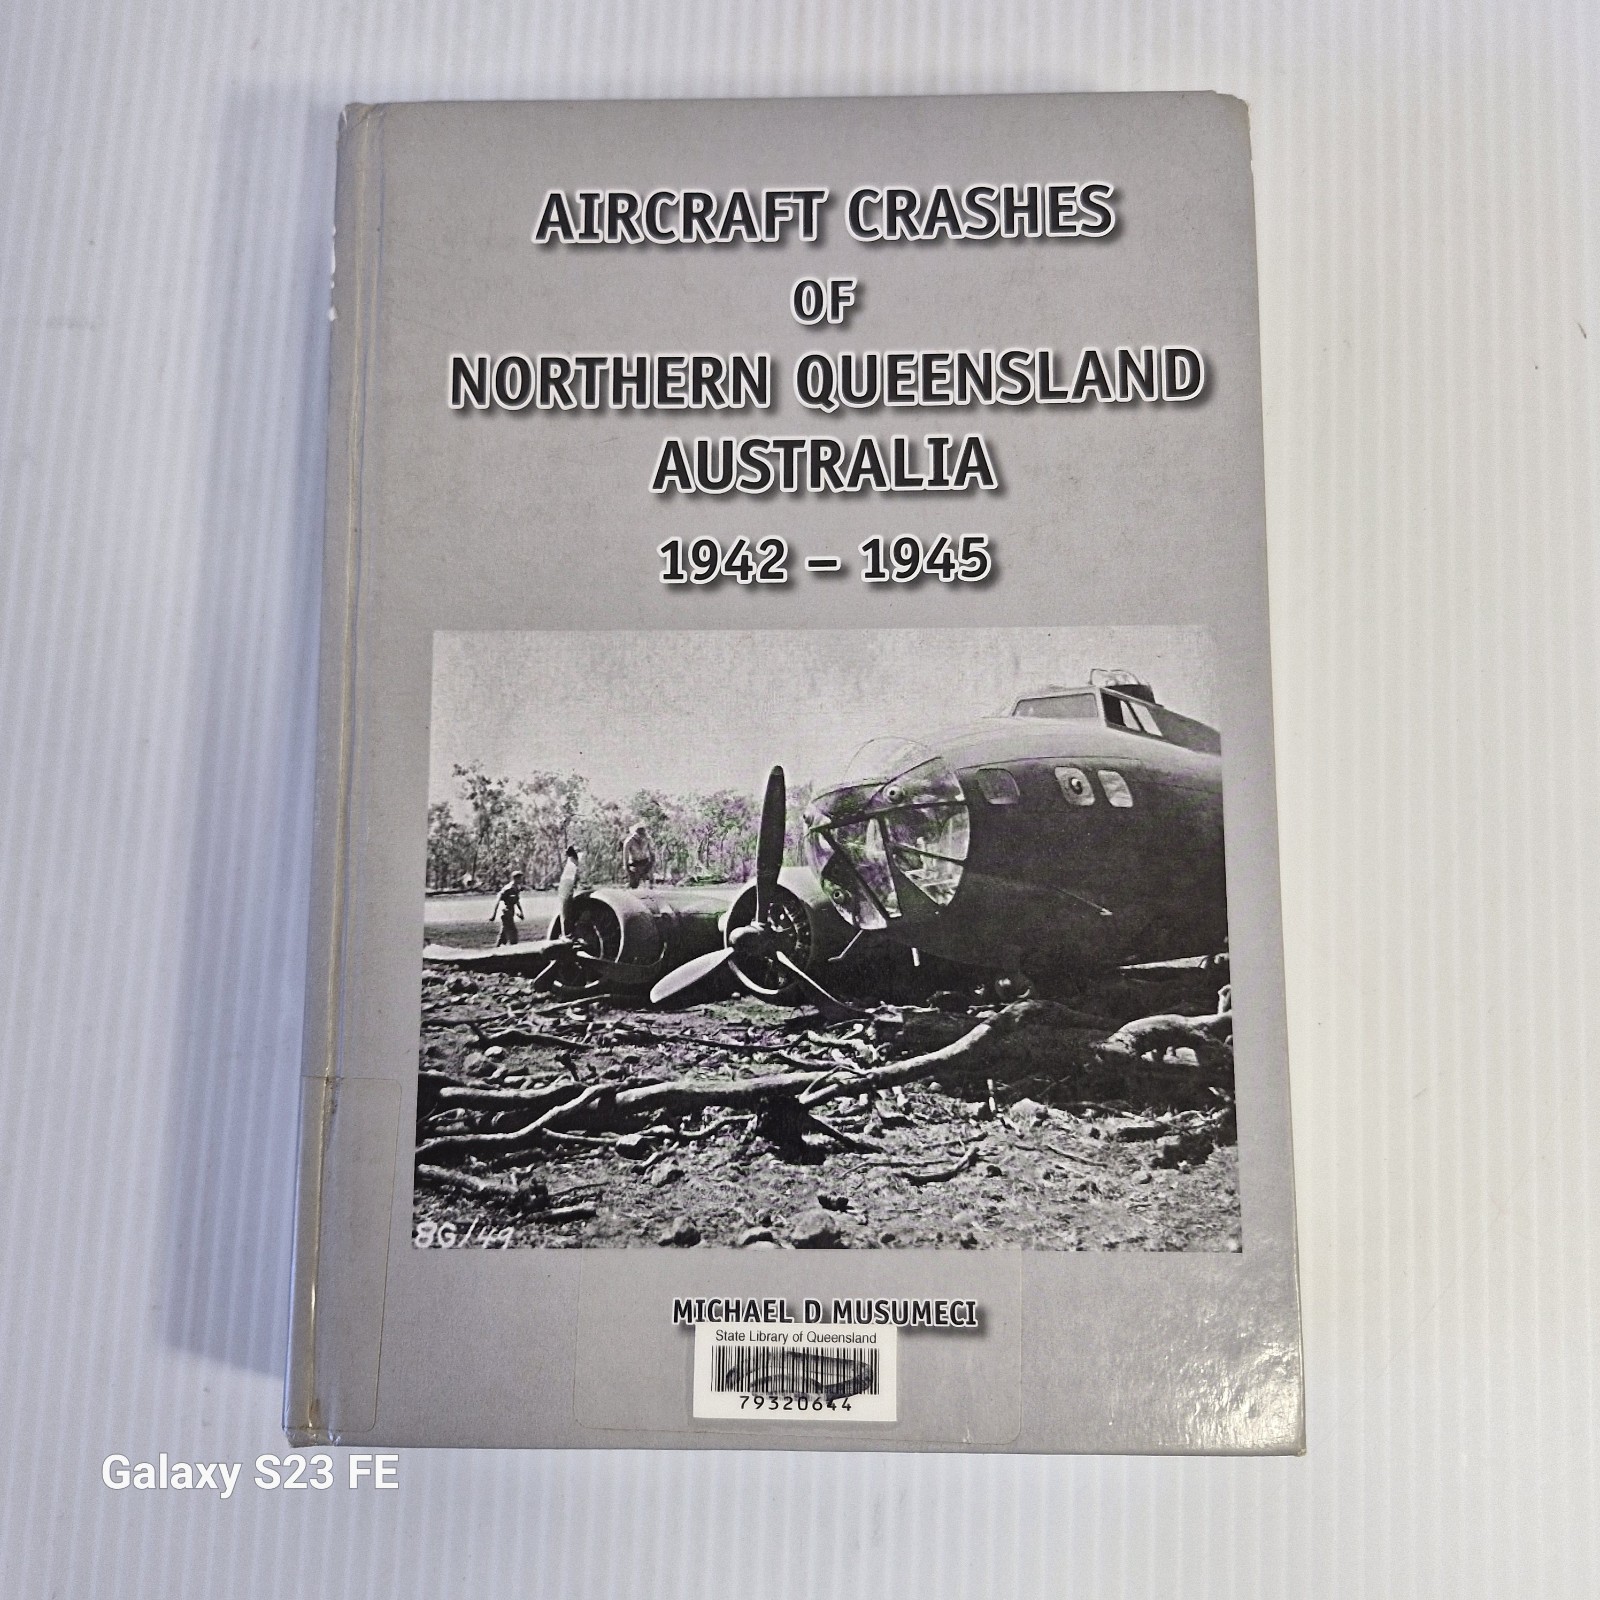 AIRCRAFT CRASHES
OF
NORTHERN QUEENSLAND
AUSTRALIA
1942 – 1945
8G/49
MICHAEL D MUSUMECI
State Library of Queensland
79320644
Galaxy S23 FE